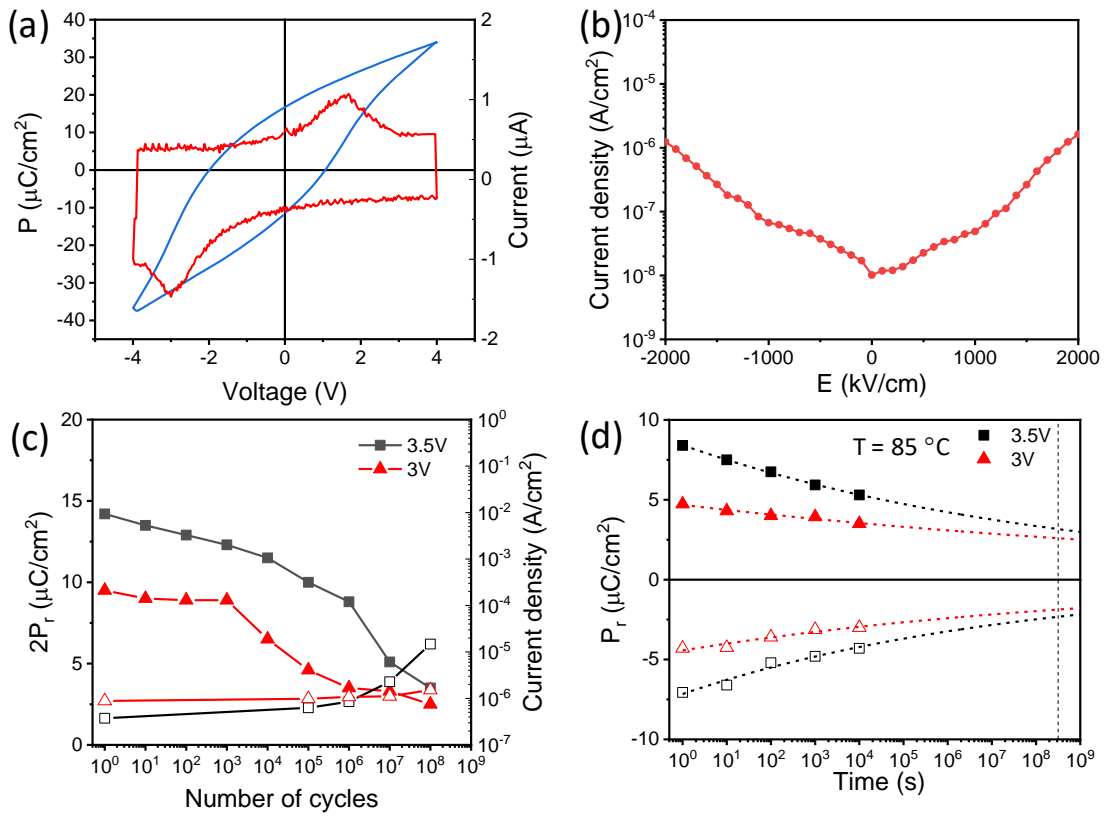 (a)
40
30
20
10
0
-10
-20
-30
-40
P (μC/cm²)
2
1
0
-1
-2
Current (μA)
-4
-2
0
2
4
Voltage (V)
(b)
10⁻⁴
10⁻⁵
10⁻⁶
10⁻⁷
10⁻⁸
10⁻⁹
Current density (A/cm²)
-2000
-1000
0
1000
2000
E (kV/cm)
(c)
20
15
10
5
0
2Pᵣ (μC/cm²)
3.5V
3V
10⁰
10⁻¹
10⁻²
10⁻³
10⁻⁴
10⁻⁵
10⁻⁶
10⁻⁷
Current density (A/cm²)
10⁰ 10¹ 10² 10³ 10⁴ 10⁵ 10⁶ 10⁷ 10⁸ 10⁹
Number of cycles
(d)
10
5
0
-5
-10
Pᵣ (μC/cm²)
T = 85 °C
3.5V
3V
10⁰ 10¹ 10² 10³ 10⁴ 10⁵ 10⁶ 10⁷ 10⁸ 10⁹
Time (s)